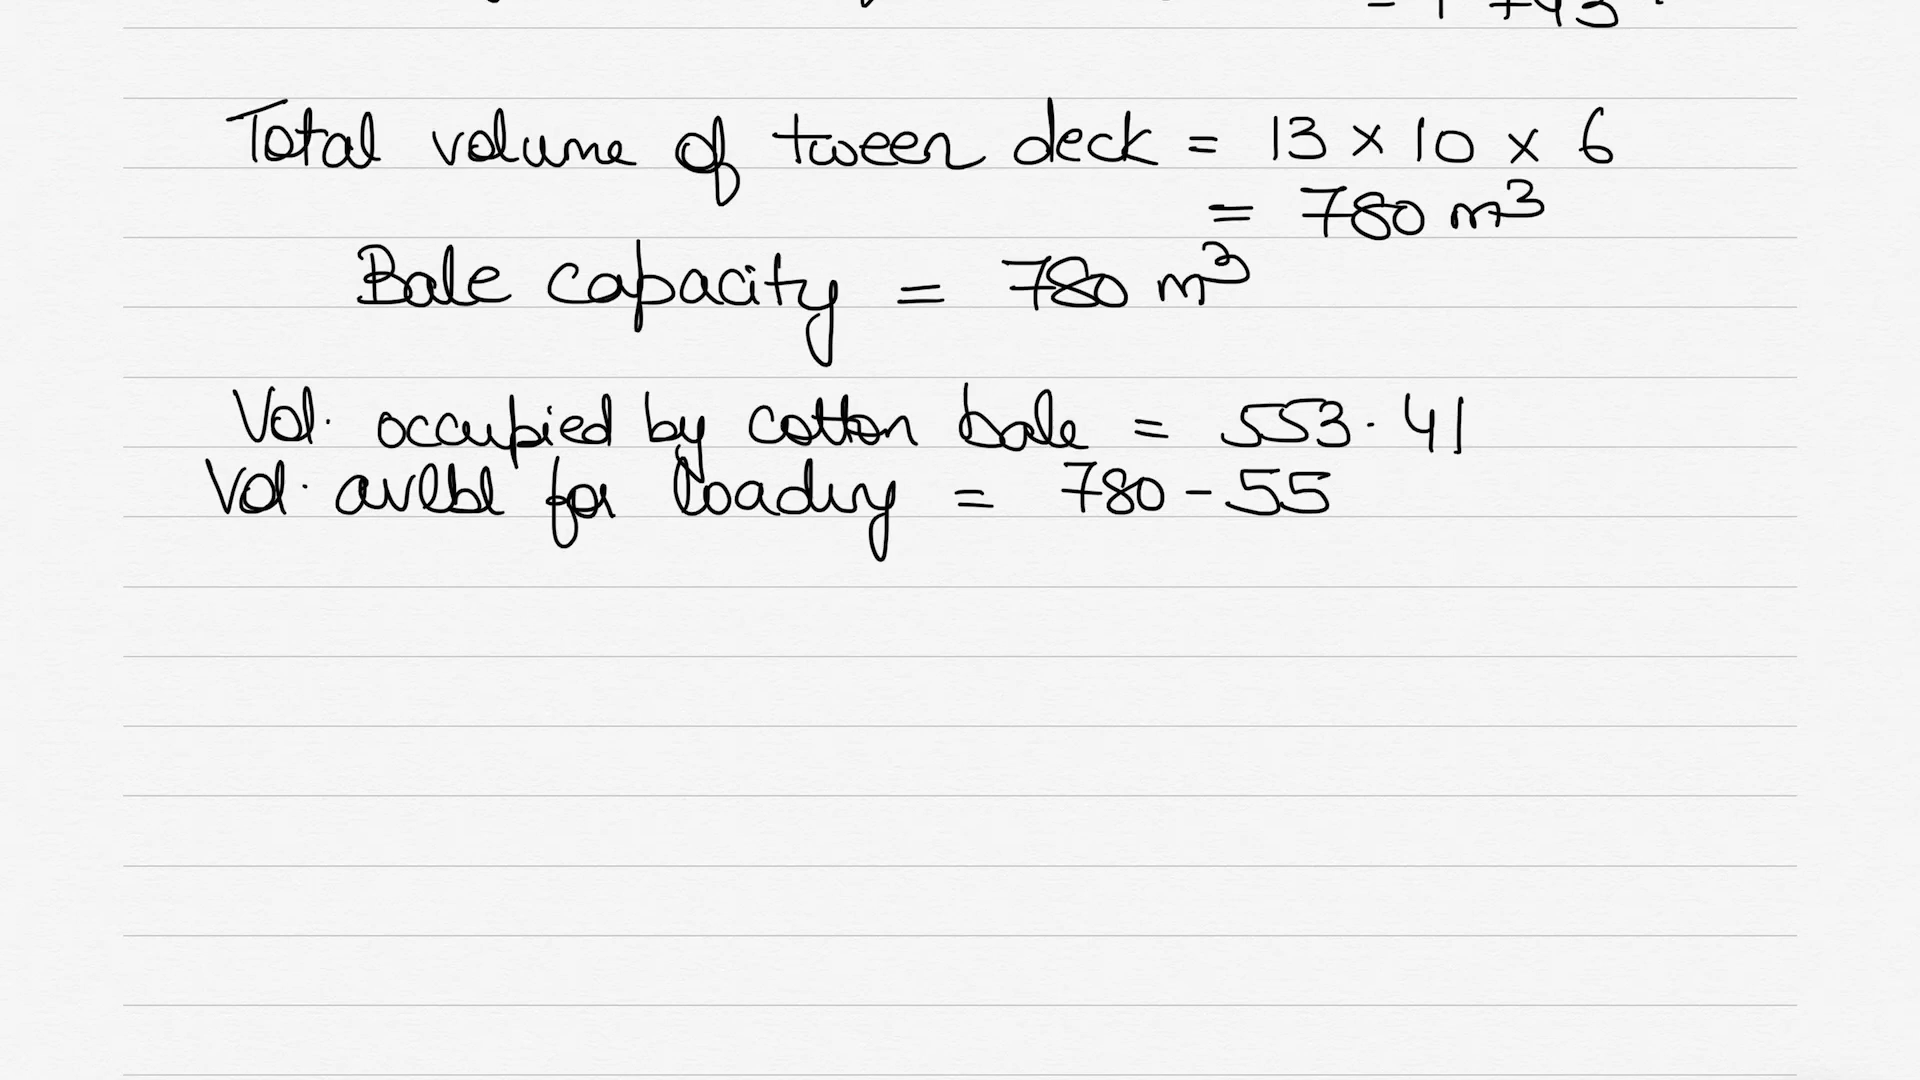 Total volume of tween deck = 13 × 10 × 6
= 780 m³
Bale capacity = 780 m³
Vol. occupied by cotton bale = 553.41
Vol. avlbl for loading = 780 - 55